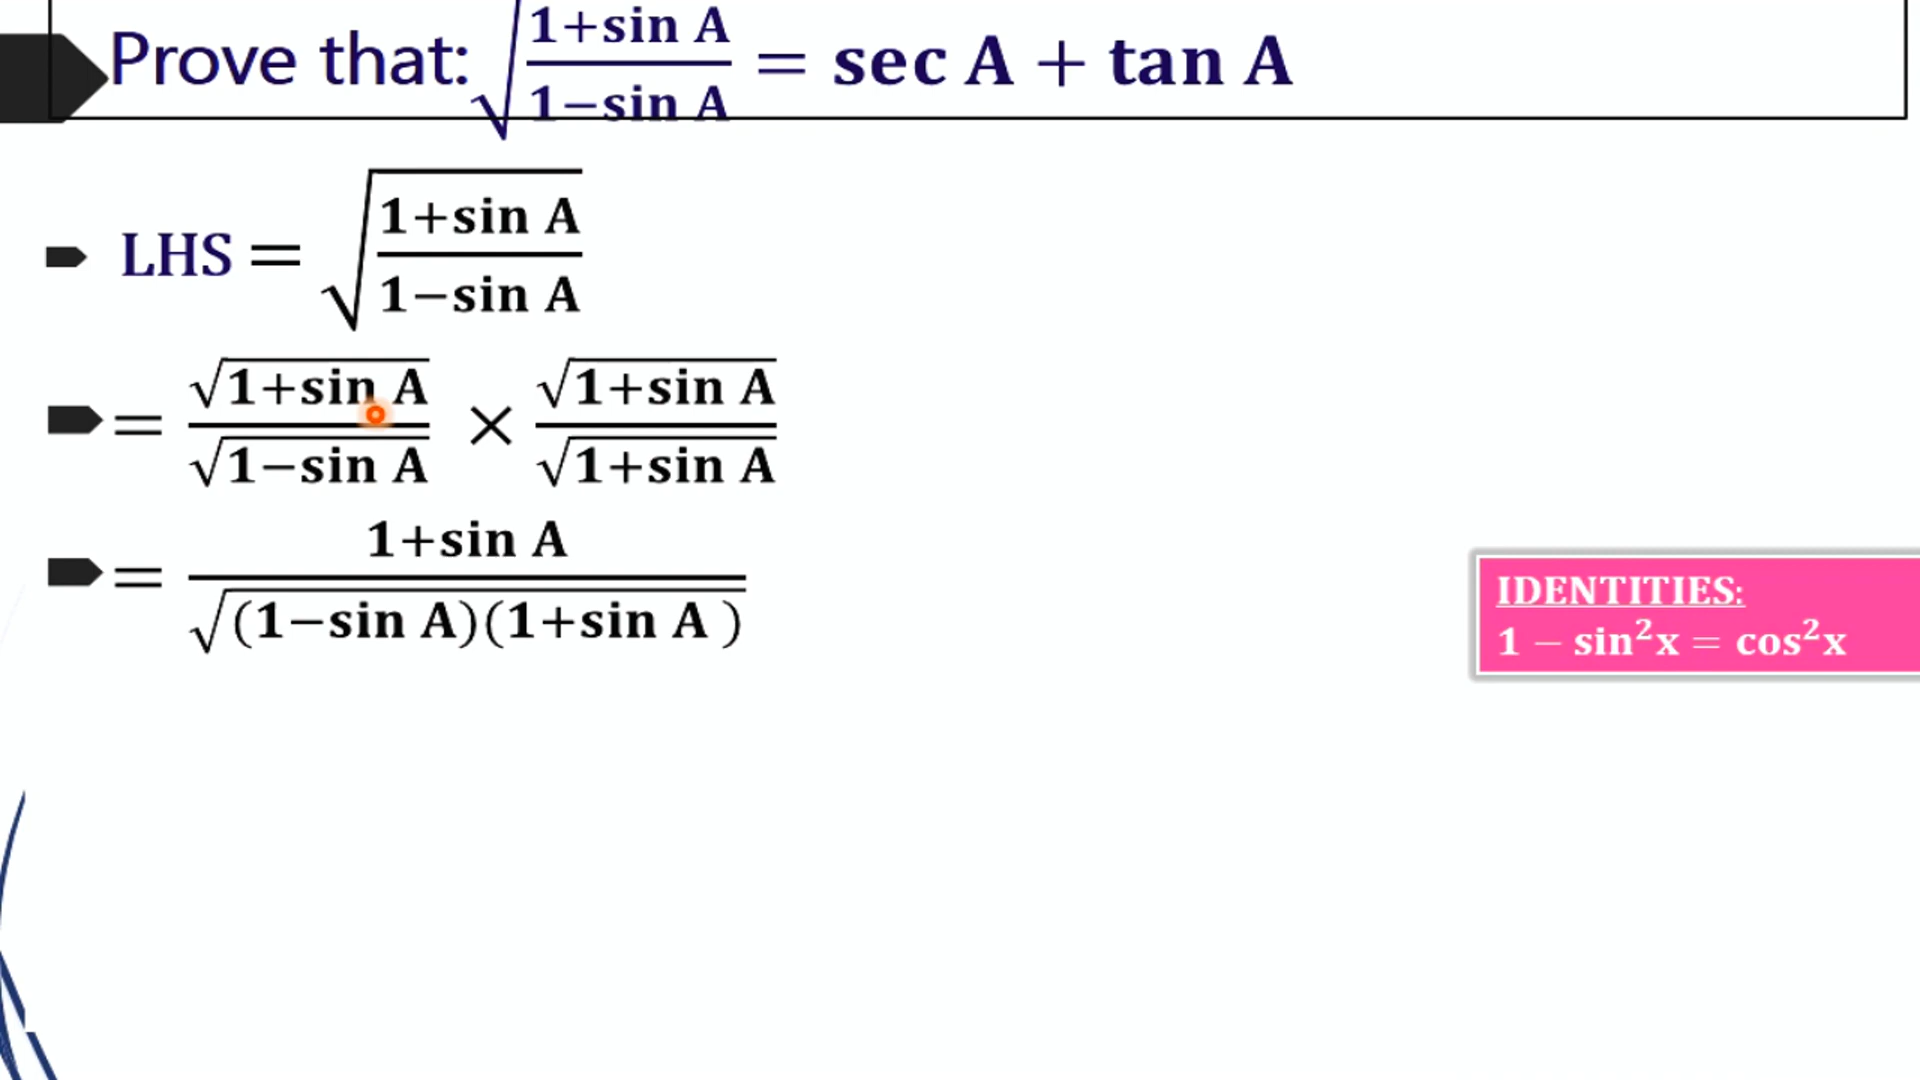 Prove that: √((1+sin A)/(1−sin A)) = sec A + tan A
LHS = √((1+sin A)/(1−sin A))
= √(1+sin A)/√(1−sin A) × √(1+sin A)/√(1+sin A)
= (1+sin A)/√((1−sin A)(1+sin A ))
IDENTITIES:
1 − sin²x = cos²x